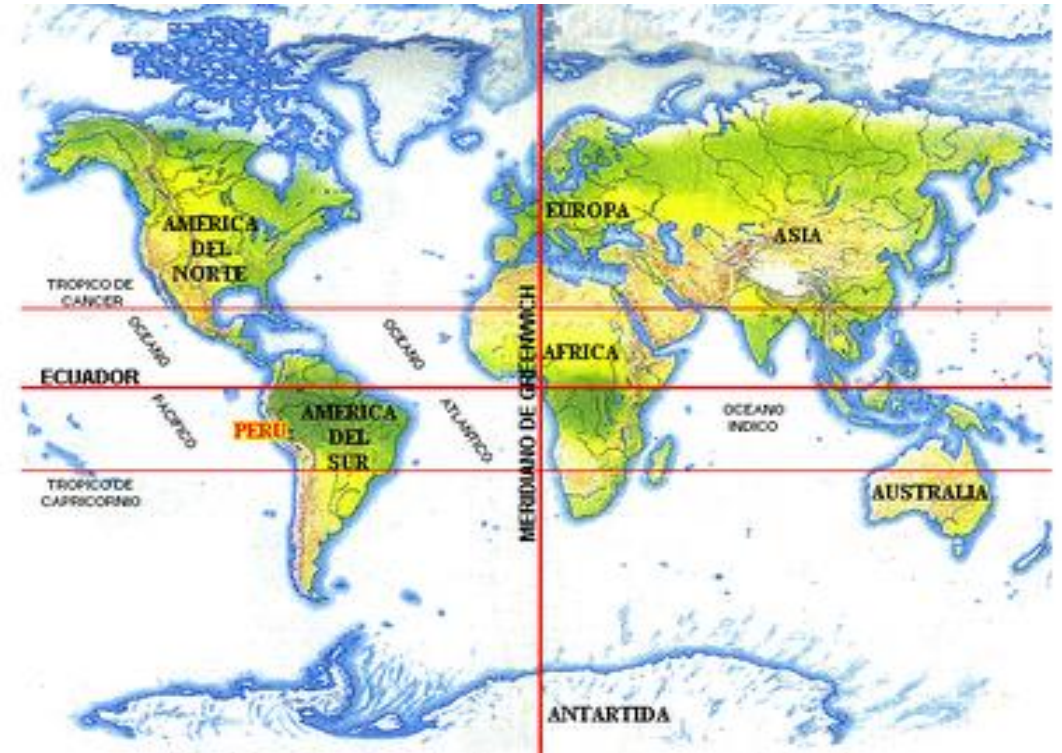 AMERICA
DEL
NORTE
EUROPA
ASIA
TROPICO DE
CANCER
OCEANO
PACIFICO
OCEANO
ATLANTICO
MERIDIANO DE GREENWICH
AFRICA
ECUADOR
PERU
AMERICA
DEL
SUR
OCEANO
INDICO
TROPICO DE
CAPRICORNIO
AUSTRALIA
ANTARTIDA